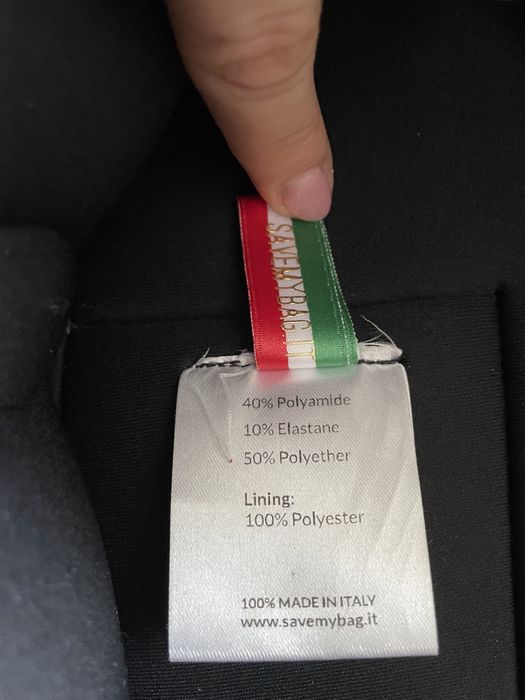 SAVEMYBAG.IT
40% Polyamide
10% Elastane
50% Polyether
Lining:
100% Polyester
100% MADE IN ITALY
www.savemybag.it